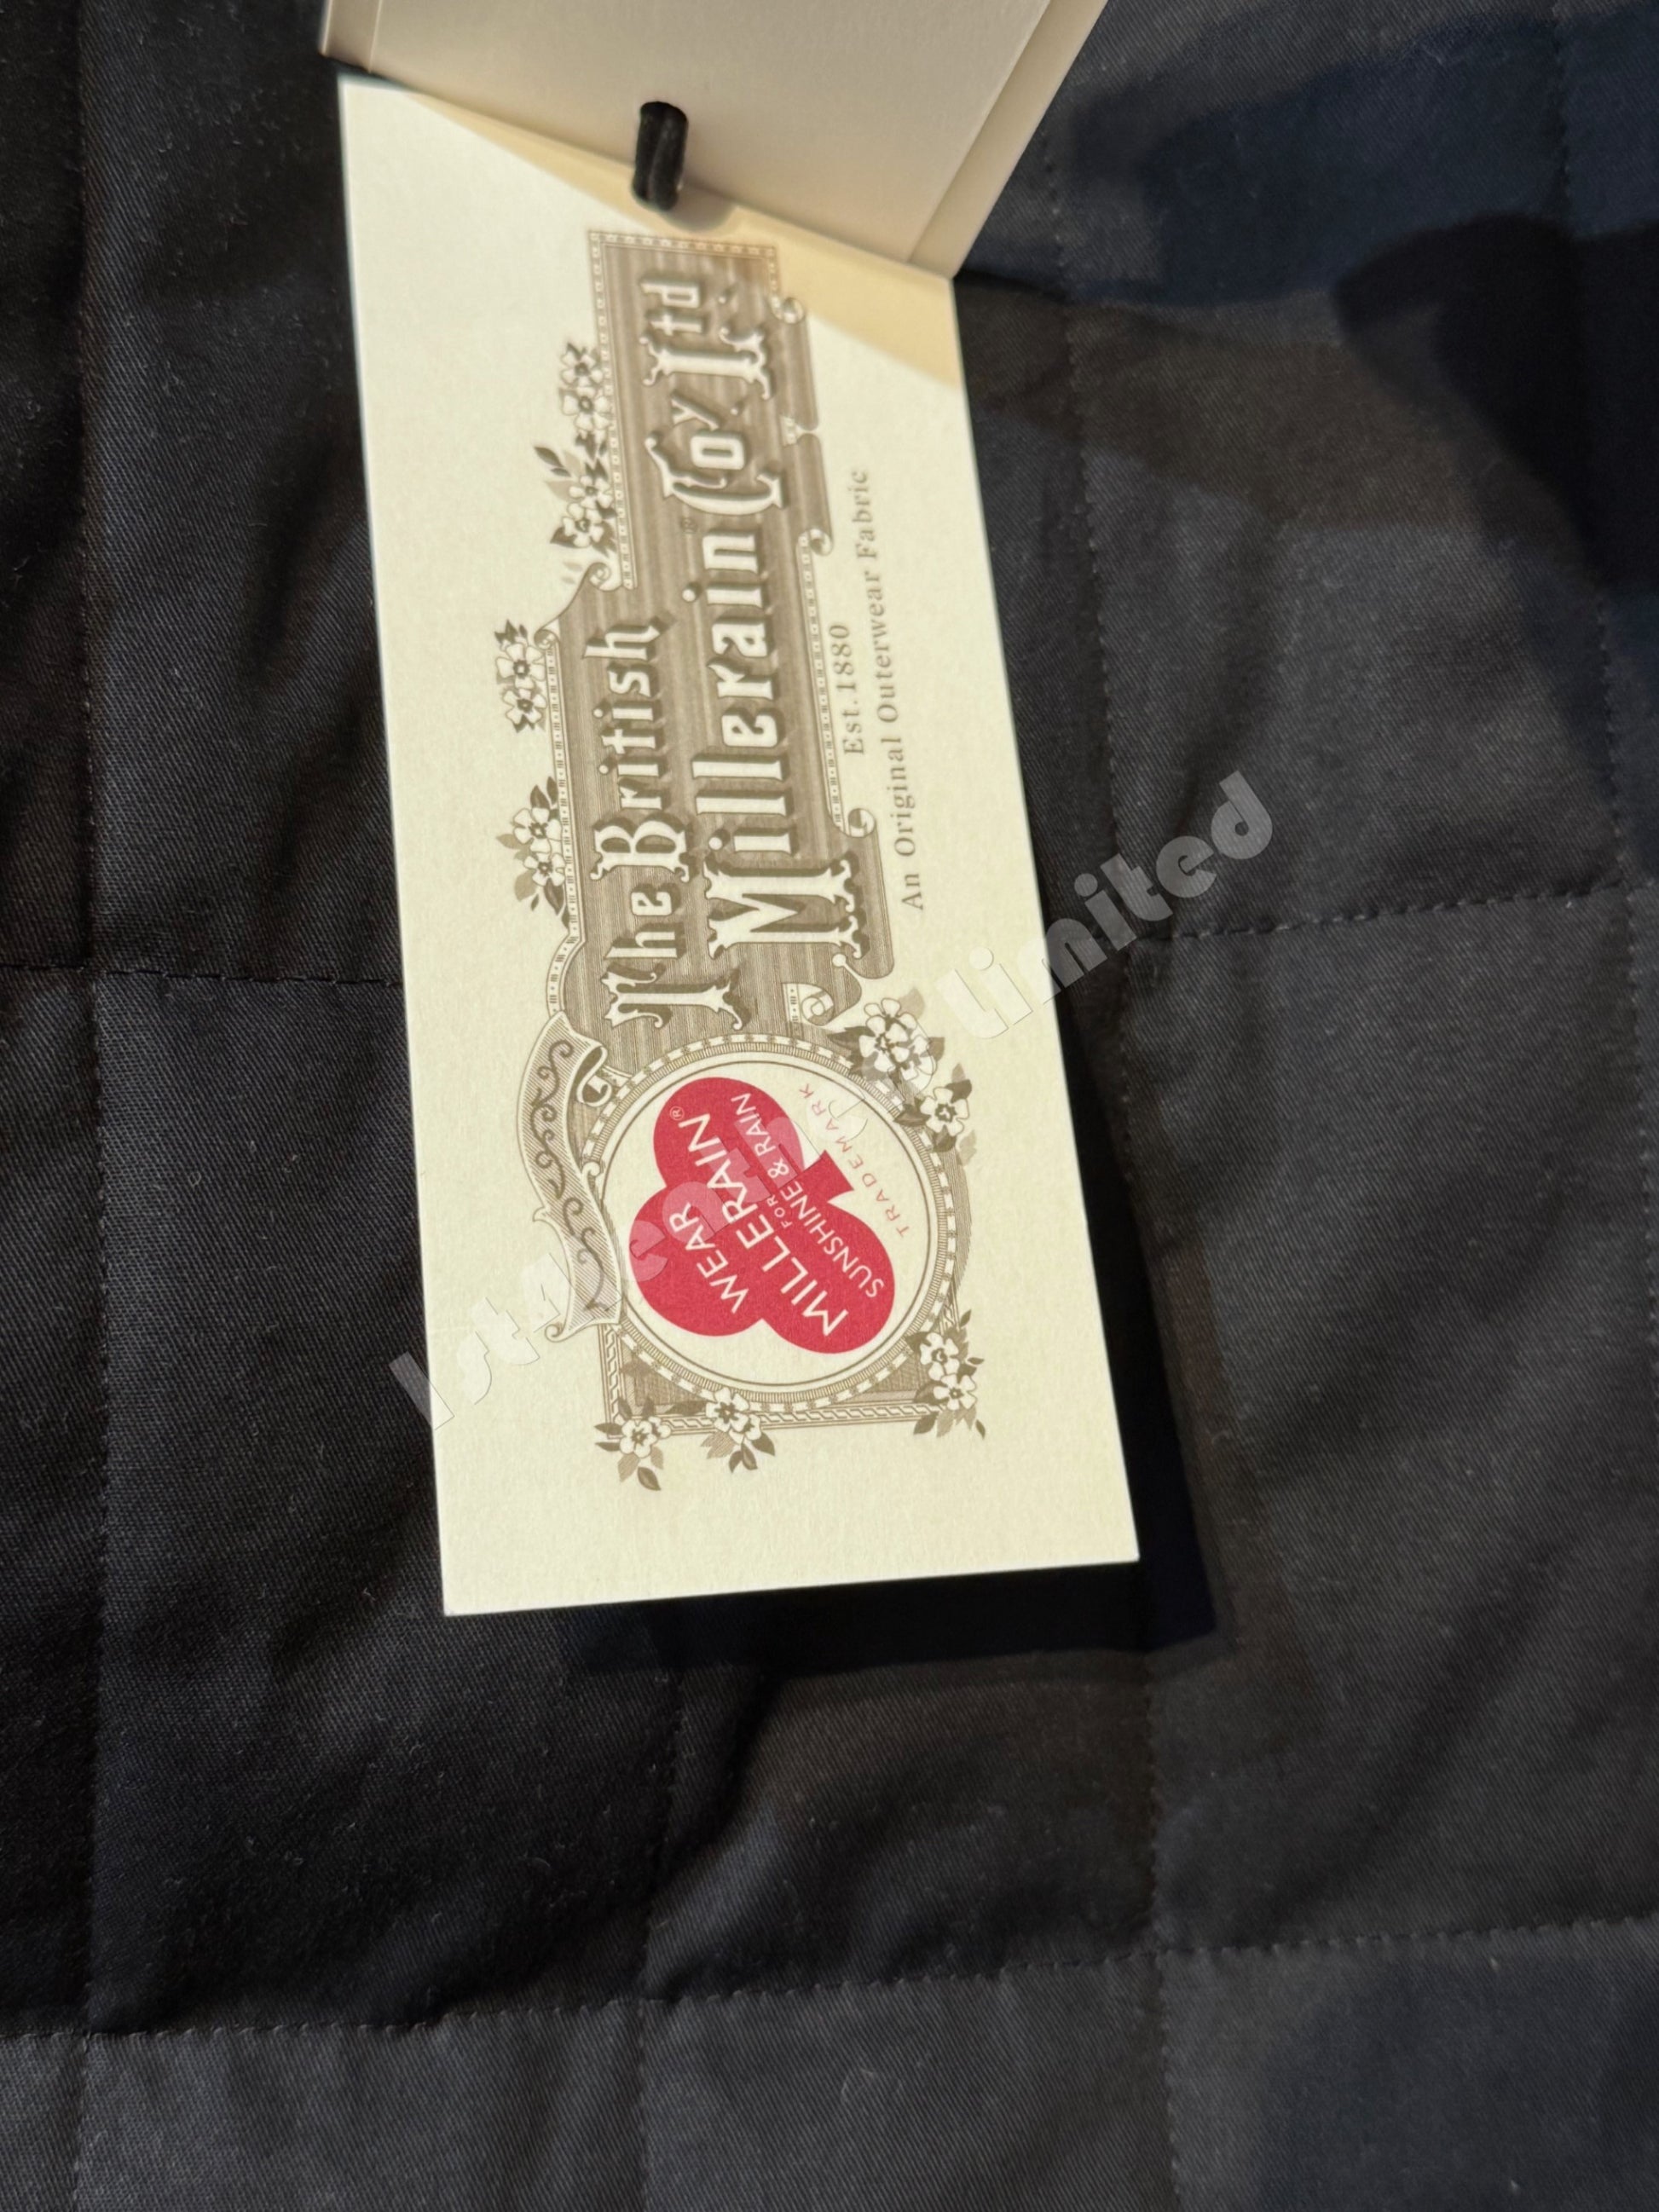 The British
Millerain® Coy Ltd
Est.1880
An Original Outerwear Fabric
WEAR
MILLERAIN®
FOR
SUNSHINE & RAIN
TRADEMARK
limited